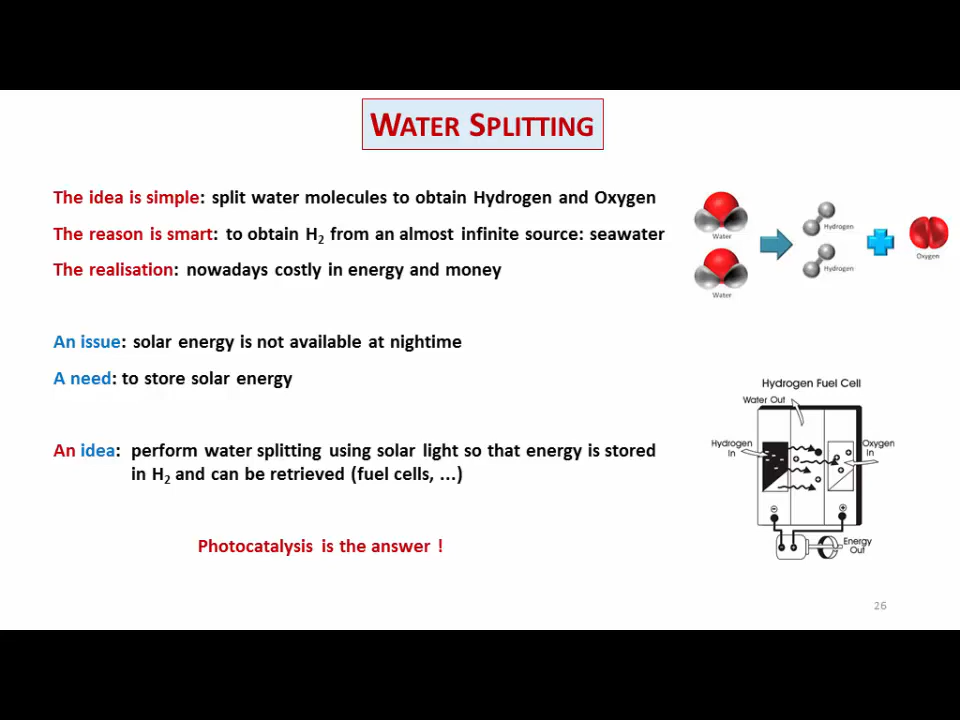 WATER SPLITTING
The idea is simple: split water molecules to obtain Hydrogen and Oxygen
The reason is smart: to obtain H2 from an almost infinite source: seawater
The realisation: nowadays costly in energy and money
Water
Water
Hydrogen
Hydrogen
Oxygen
An issue: solar energy is not available at nightime
A need: to store solar energy
An idea: perform water splitting using solar light so that energy is stored
in H2 and can be retrieved (fuel cells, ...)
Photocatalysis is the answer !
Hydrogen Fuel Cell
Water Out
Hydrogen
In
Oxygen
In
Energy
Out
26